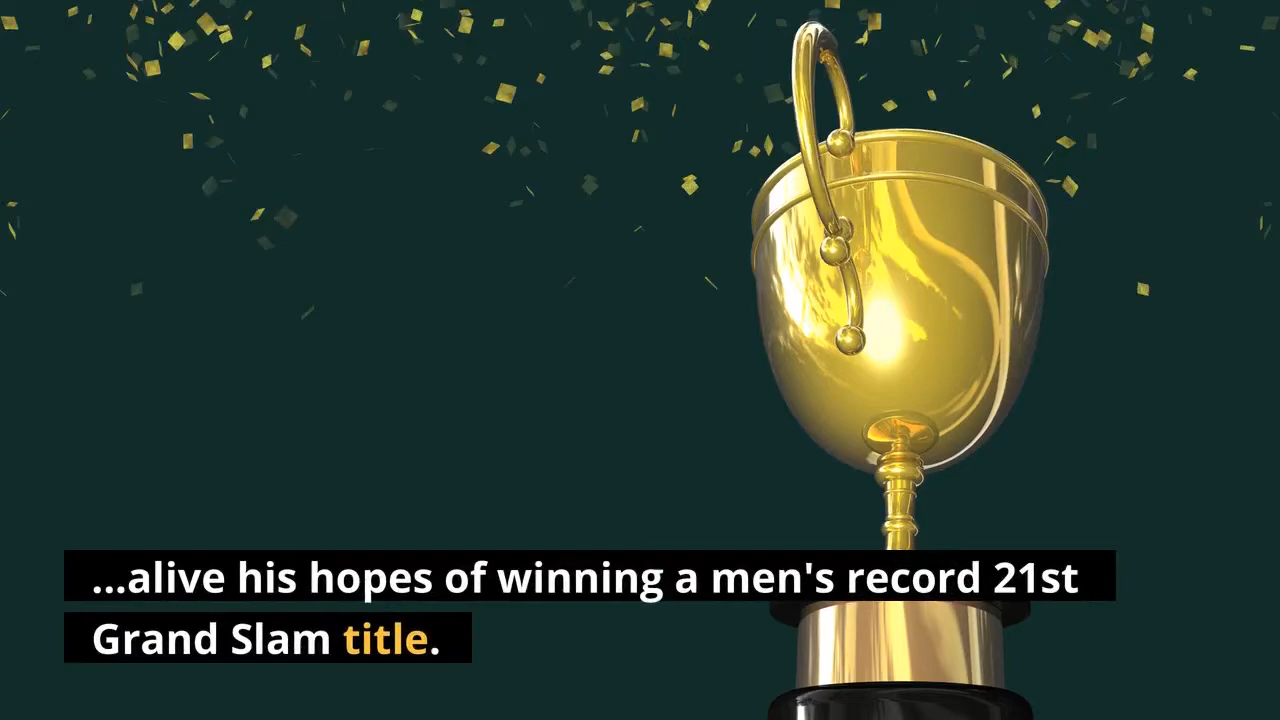 ...alive his hopes of winning a men's record 21st
Grand Slam title.